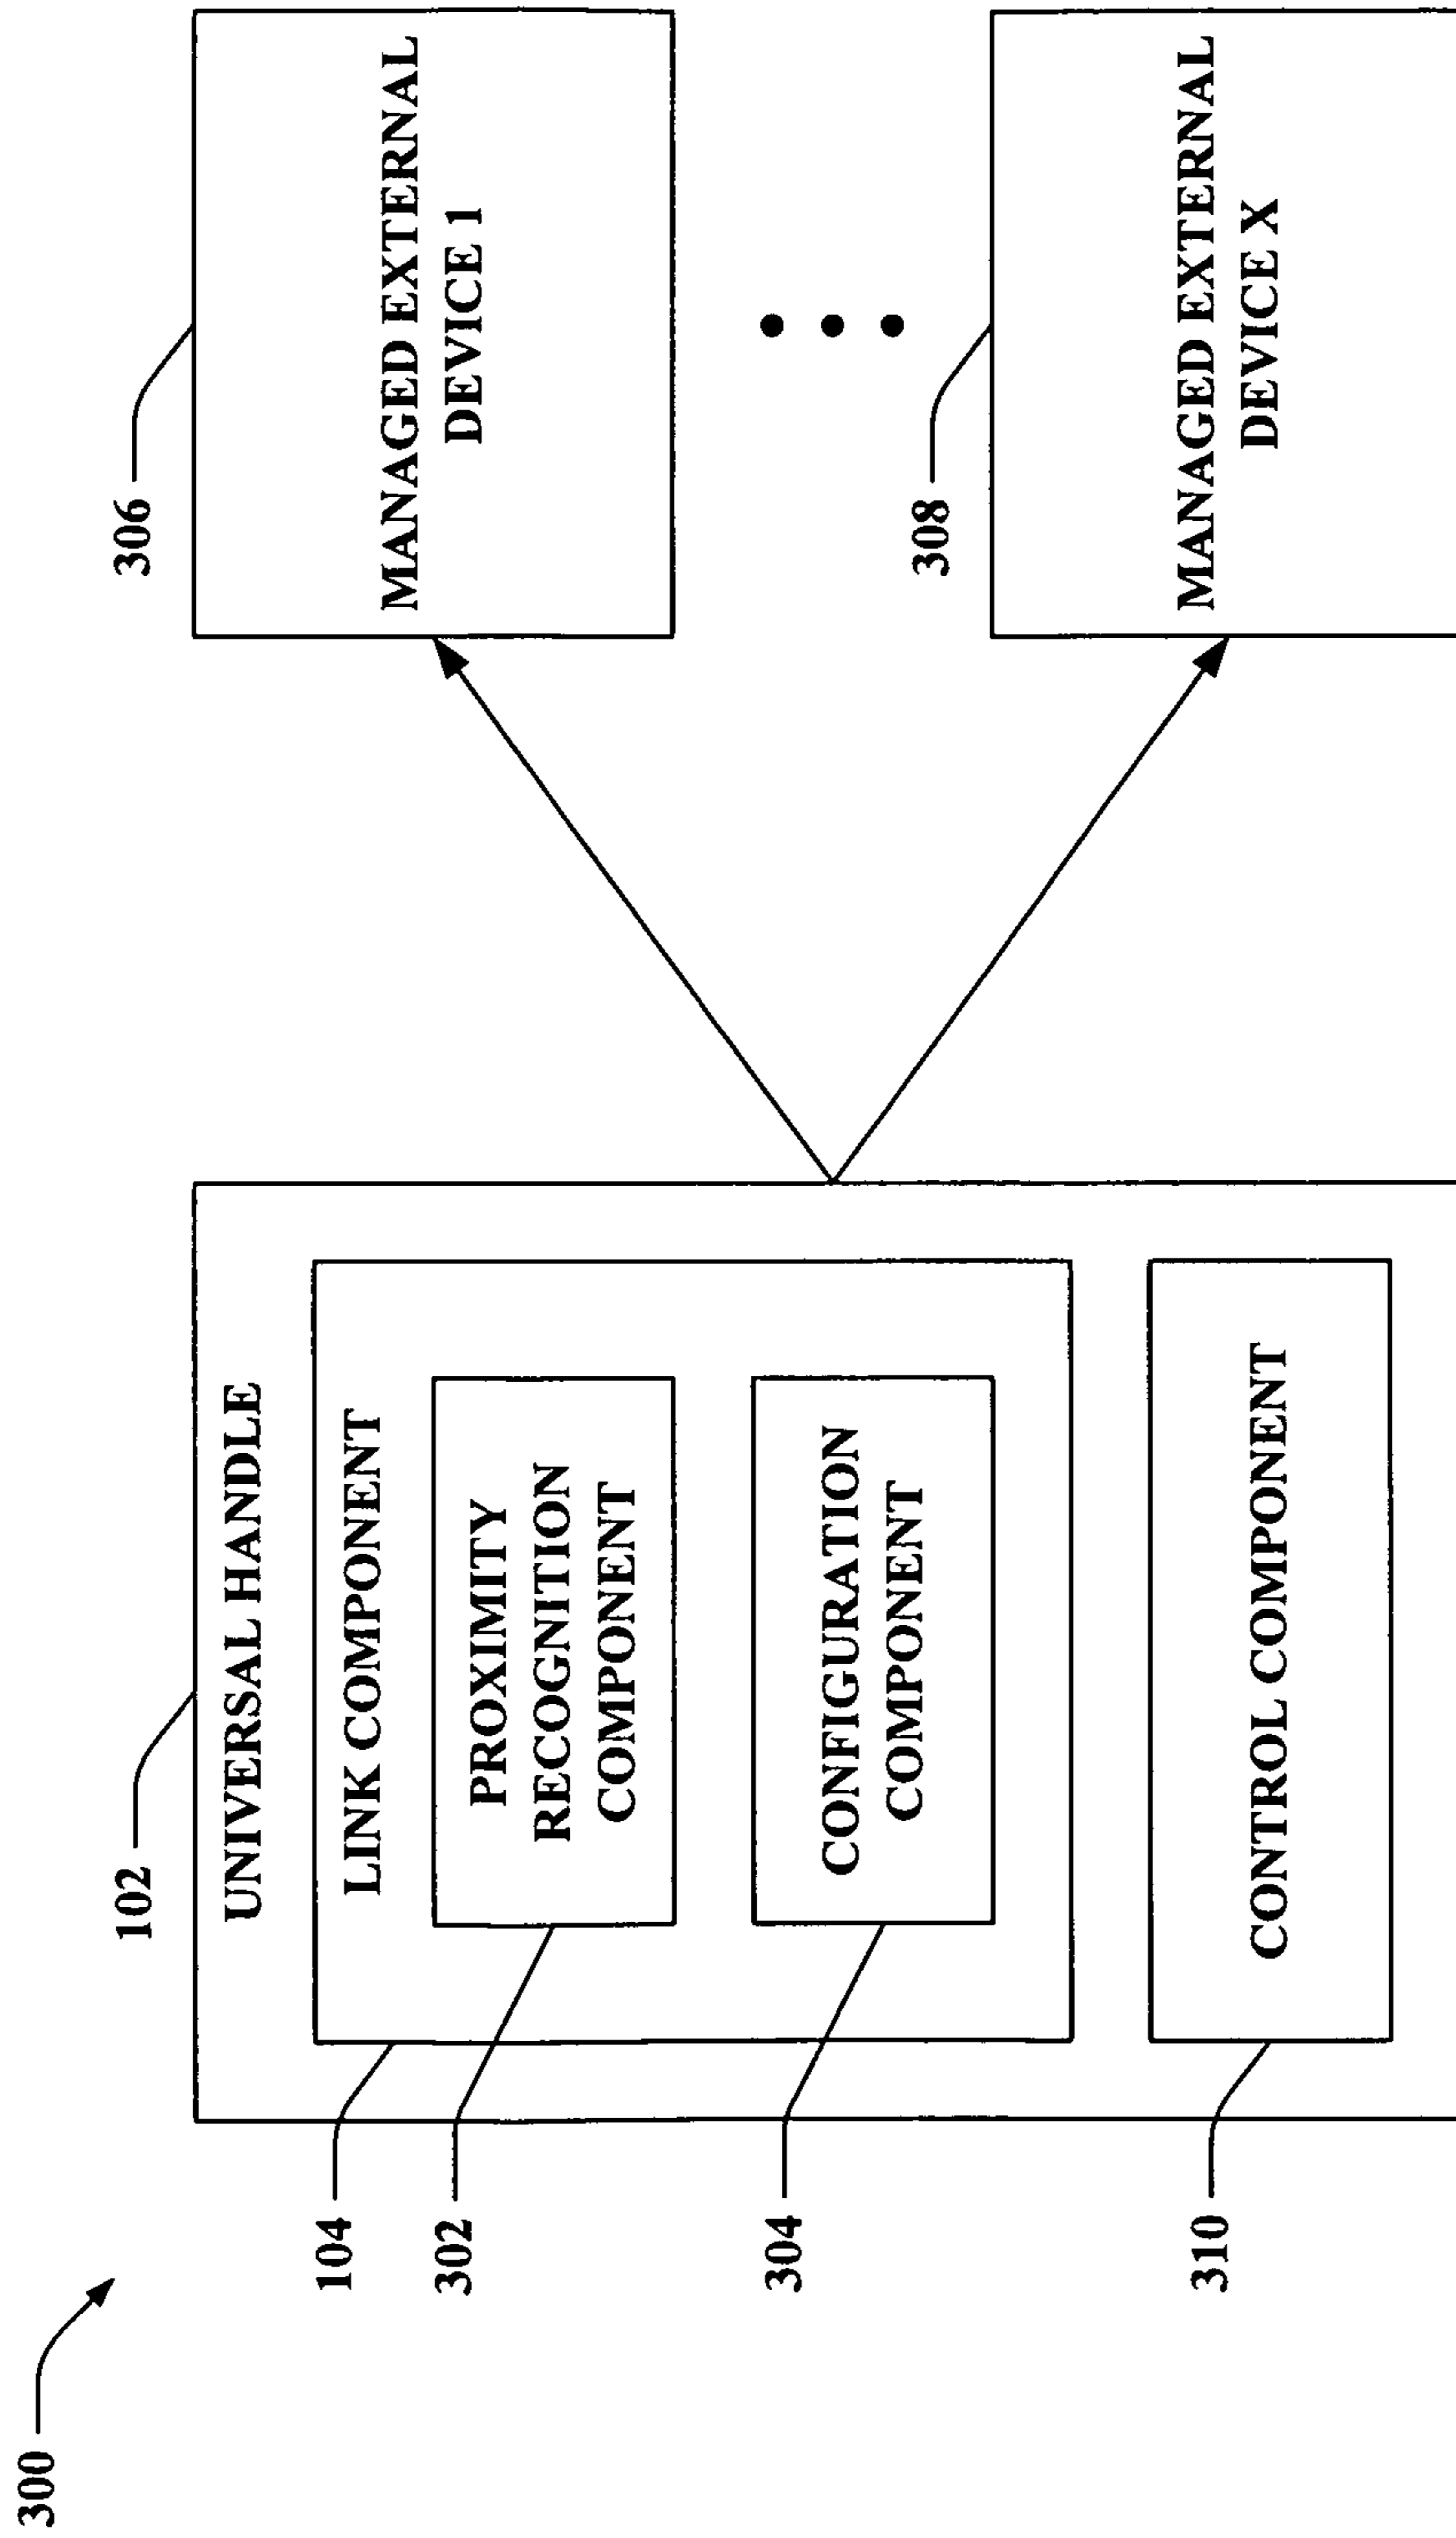 300
102
UNIVERSAL HANDLE
104
LINK COMPONENT
302
PROXIMITY
RECOGNITION
COMPONENT
304
CONFIGURATION
COMPONENT
310
CONTROL COMPONENT
306
MANAGED EXTERNAL
DEVICE 1
308
MANAGED EXTERNAL
DEVICE X